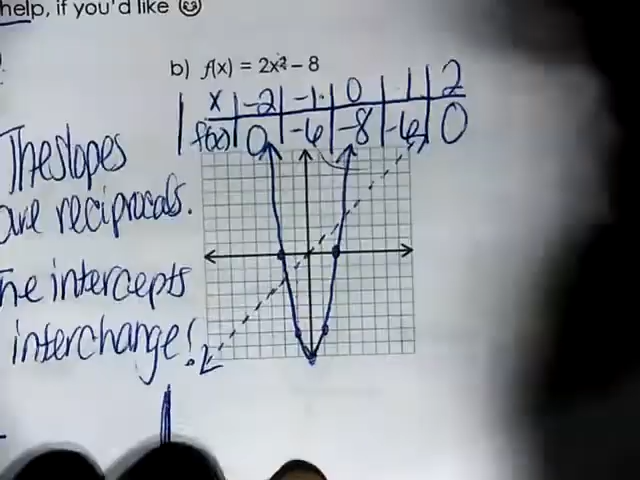 help, if you'd like ☺
b) f(x) = 2x² – 8
x | -2 | -1 | 0 | 1 | 2
f(x) | 0 | -6 | -8 | -6 | 0
The slopes
are reciprocals.
The intercepts
interchange!